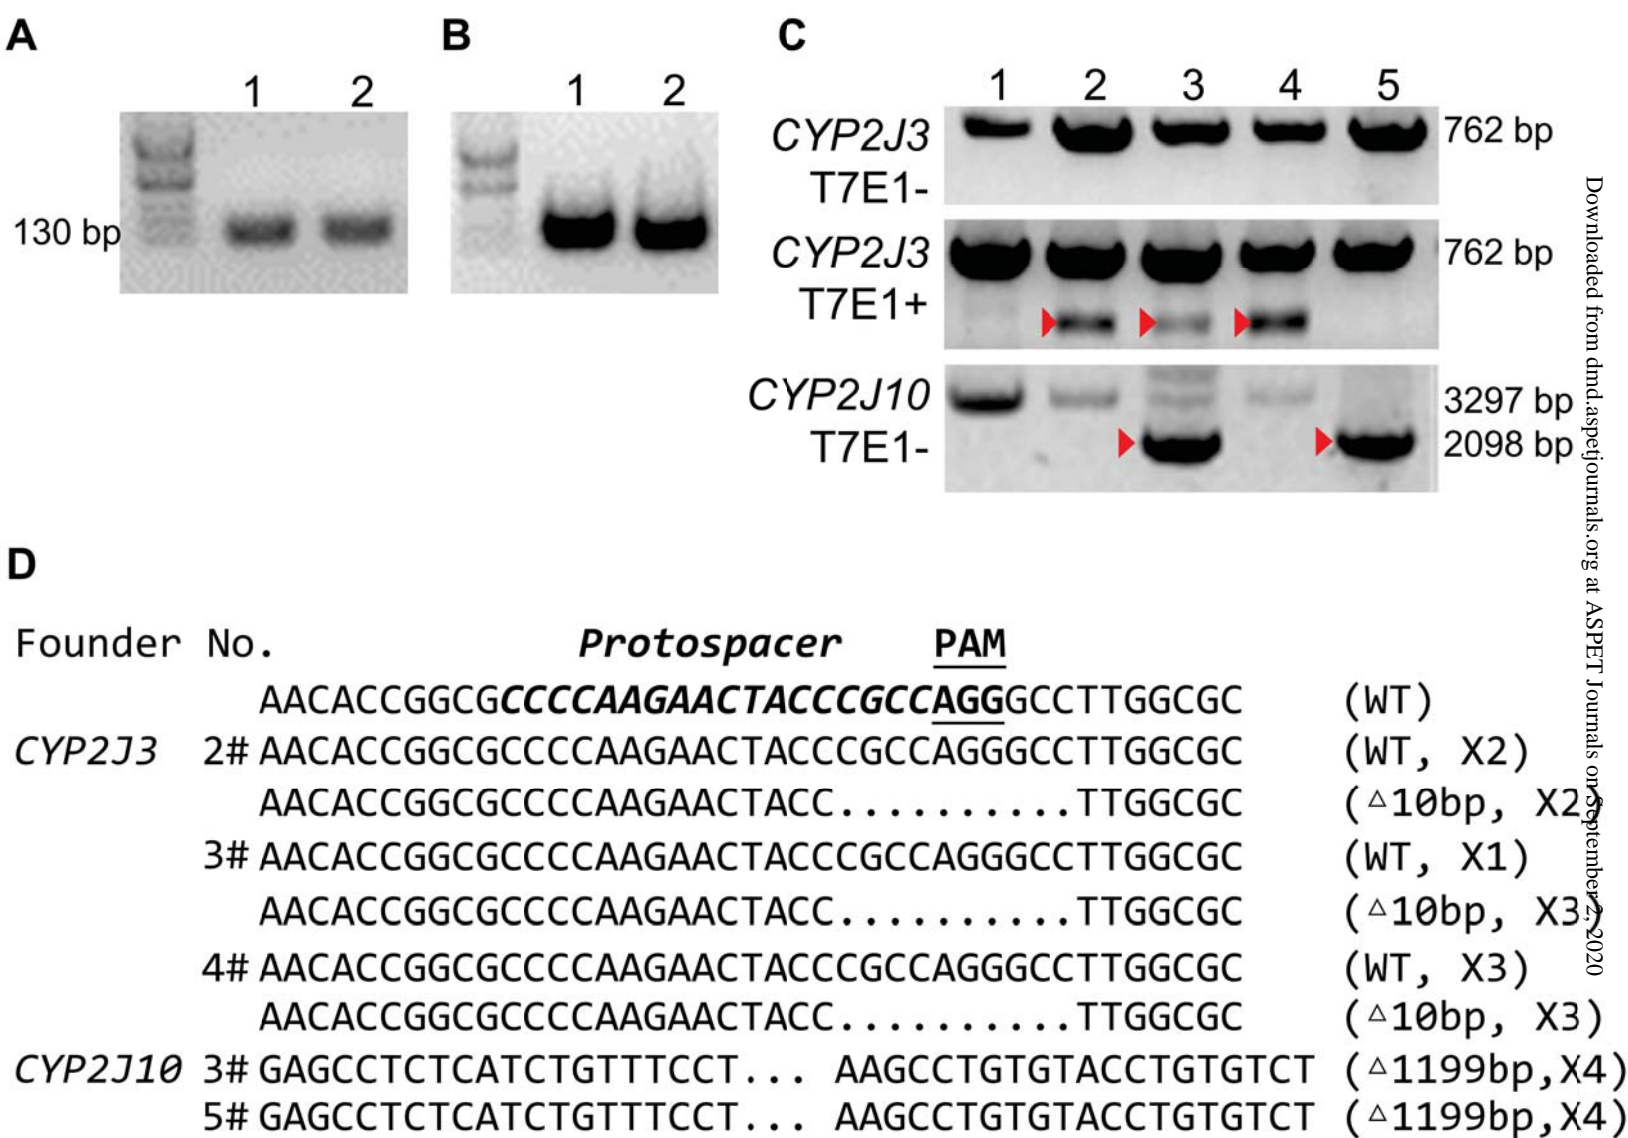 A
B
C
1 2
1 2
1 2 3 4 5
130 bp
CYP2J3
T7E1-
762 bp
CYP2J3
T7E1+
762 bp
CYP2J10
T7E1-
3297 bp
2098 bp
D
Founder No. Protospacer PAM
AACACCGGCGCCCCAAGAACTACCCGCCAGGGCCTTGGCGC (WT)
CYP2J3 2# AACACCGGCGCCCCAAGAACTACCCGCCAGGGCCTTGGCGC (WT, X2)
AACACCGGCGCCCCAAGAACTACC..........TTGGCGC (△10bp, X2)
3# AACACCGGCGCCCCAAGAACTACCCGCCAGGGCCTTGGCGC (WT, X1)
AACACCGGCGCCCCAAGAACTACC..........TTGGCGC (△10bp, X3)
4# AACACCGGCGCCCCAAGAACTACCCGCCAGGGCCTTGGCGC (WT, X3)
AACACCGGCGCCCCAAGAACTACC..........TTGGCGC (△10bp, X3)
CYP2J10 3# GAGCCTCTCATCTGTTTCCT... AAGCCTGTGTACCTGTGTCT (△1199bp,X4)
5# GAGCCTCTCATCTGTTTCCT... AAGCCTGTGTACCTGTGTCT (△1199bp,X4)
Downloaded from dmd.aspetjournals.org at ASPET Journals on September 2, 2020